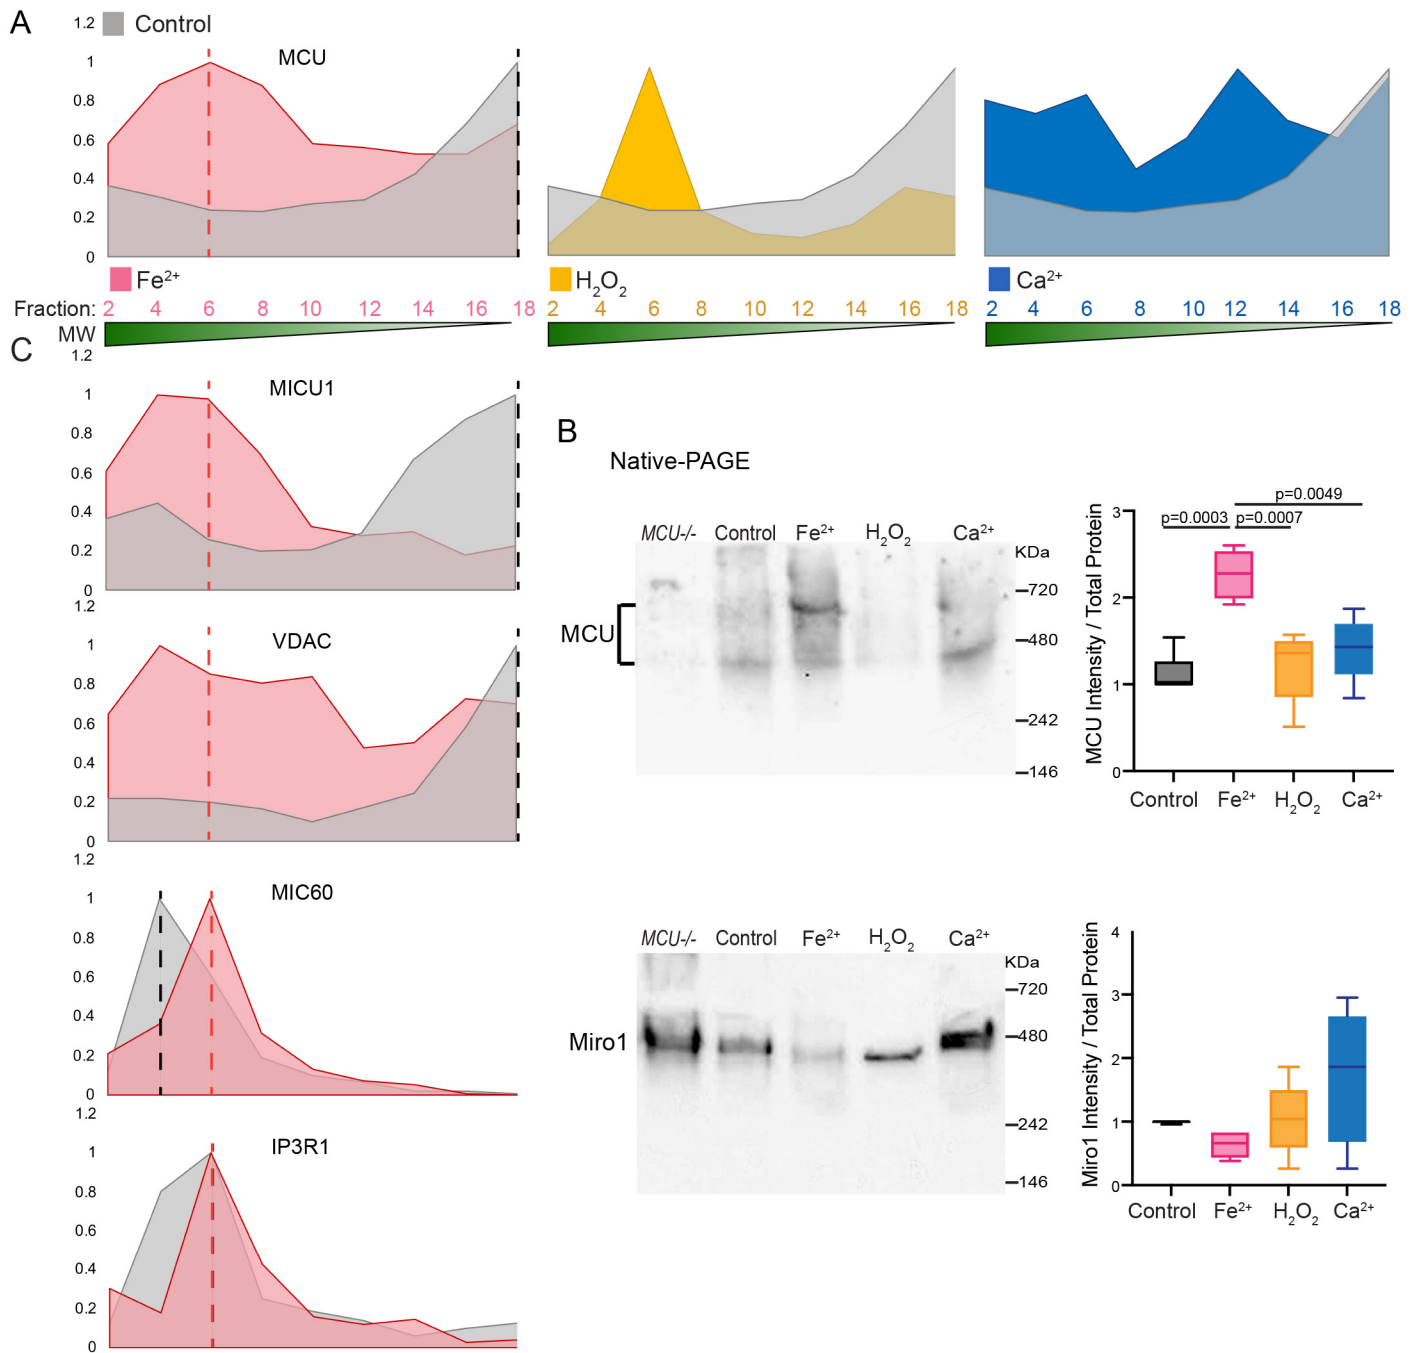 A
1.2
Control
MCU
1
0.8
0.6
0.4
0.2
0
Fe²⁺
H₂O₂
Ca²⁺
Fraction: 2 4 6 8 10 12 14 16 18
2 4 6 8 10 12 14 16 18
2 4 6 8 10 12 14 16 18
MW
C
1.2
MICU1
1
0.8
0.6
0.4
0.2
0
1.2
VDAC
1
0.8
0.6
0.4
0.2
0
1.2
MIC60
1
0.8
0.6
0.4
0.2
0
1.2
IP3R1
1
0.8
0.6
0.4
0.2
0
B
Native-PAGE
MCU-/- Control Fe²⁺ H₂O₂ Ca²⁺
KDa
720
480
242
146
MCU
p=0.0049
p=0.0003 p=0.0007
MCU Intensity / Total Protein
3
2
1
0
Control Fe²⁺ H₂O₂ Ca²⁺
MCU-/- Control Fe²⁺ H₂O₂ Ca²⁺
KDa
720
480
242
146
Miro1
Miro1 Intensity / Total Protein
4
3
2
1
0
Control Fe²⁺ H₂O₂ Ca²⁺